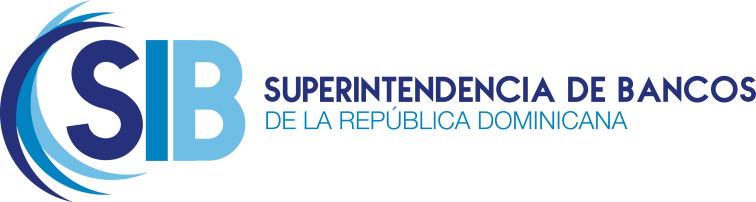 SIB
SUPERINTENDENCIA DE BANCOS
DE LA REPÚBLICA DOMINICANA